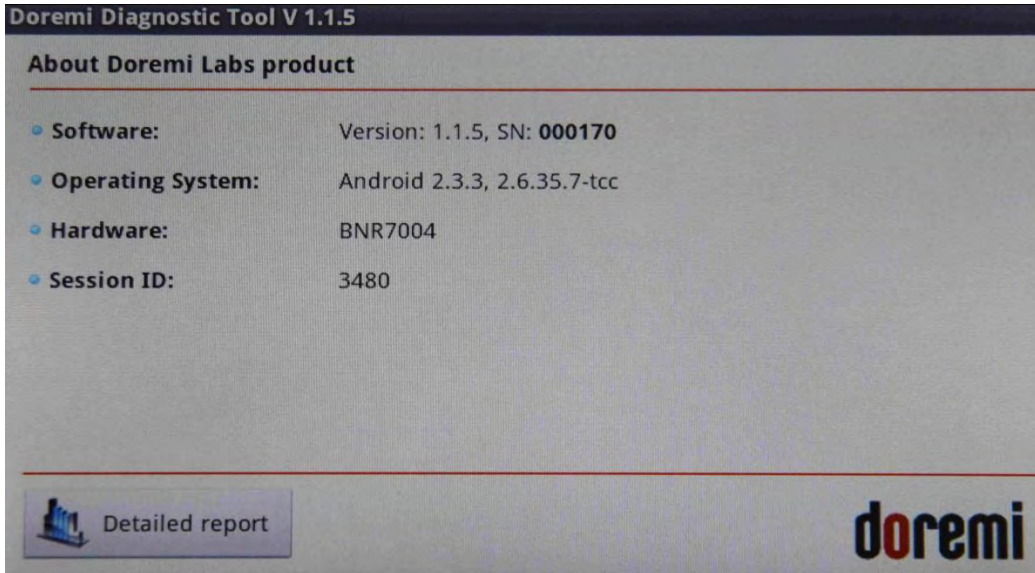 Doremi Diagnostic Tool V 1.1.5
About Doremi Labs product
Software: Version: 1.1.5, SN: 000170
Operating System: Android 2.3.3, 2.6.35.7-tcc
Hardware: BNR7004
Session ID: 3480
Detailed report
doremi